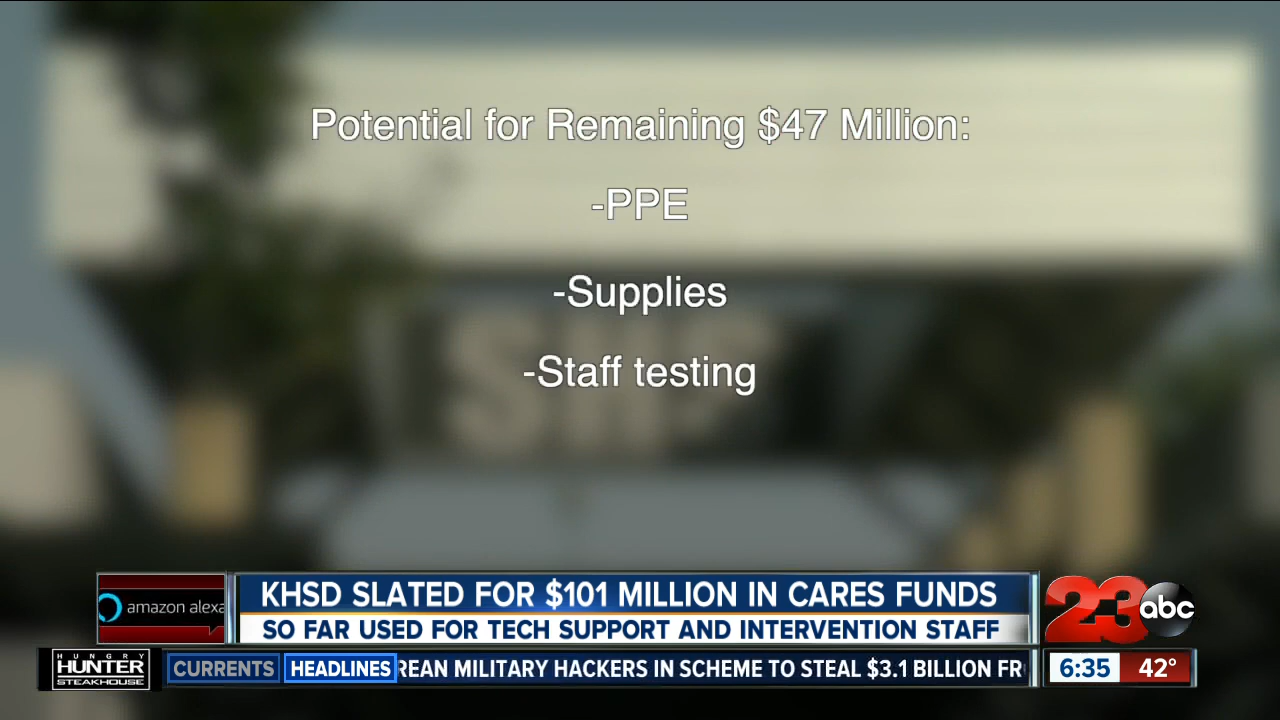 Potential for Remaining $47 Million:
-PPE
-Supplies
-Staff testing
amazon alexa
KHSD SLATED FOR $101 MILLION IN CARES FUNDS
SO FAR USED FOR TECH SUPPORT AND INTERVENTION STAFF
23 abc
HUNGRY
HUNTER
STEAKHOUSE
CURRENTS
HEADLINES
REAN MILITARY HACKERS IN SCHEME TO STEAL $3.1 BILLION FR
6:35
42°